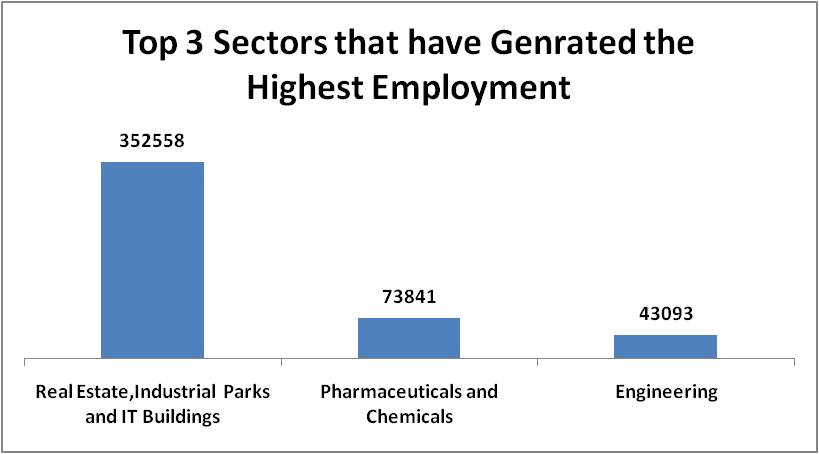 Top 3 Sectors that have Genrated the
Highest Employment
352558
73841
43093
Real Estate,Industrial Parks
and IT Buildings
Pharmaceuticals and
Chemicals
Engineering